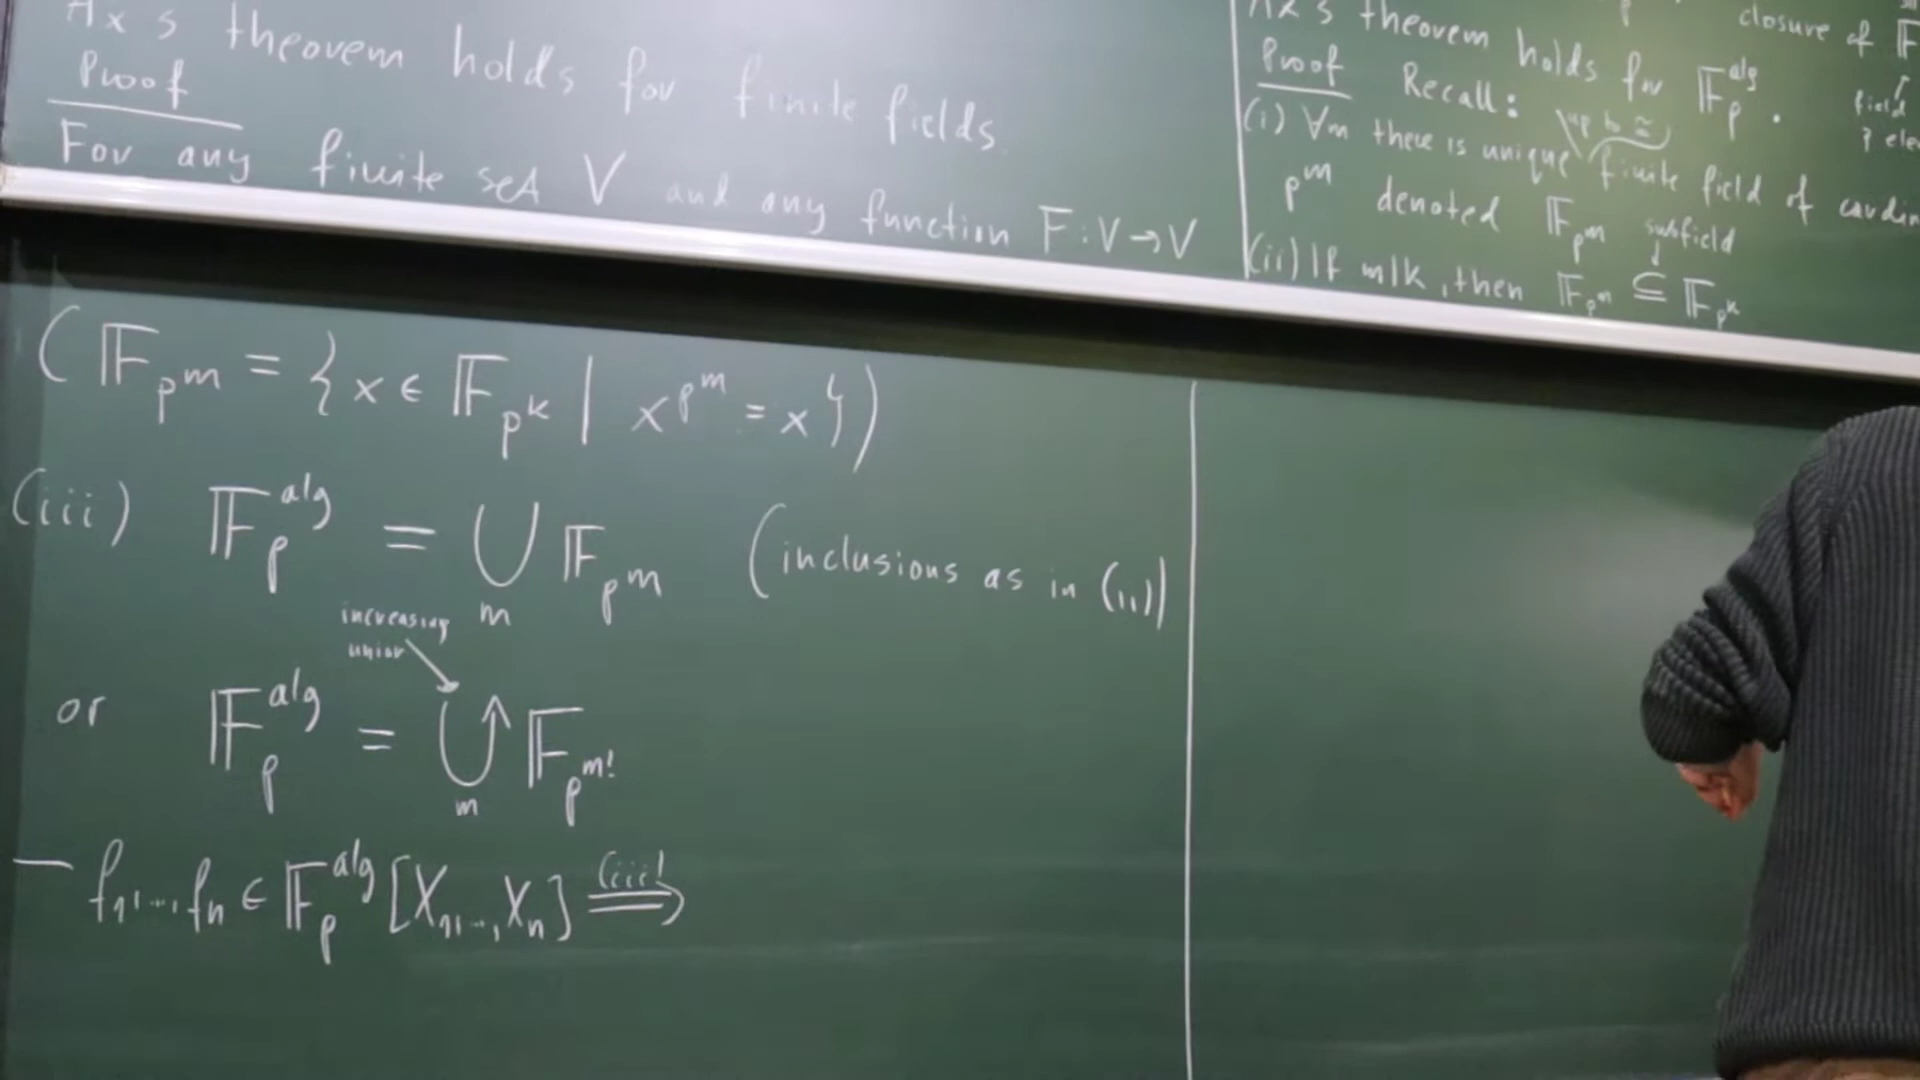 Ax's theorem holds for finite fields.
Proof
For any finite set V and any function F: V → V
Ax's theorem holds for 𝔽_p^alg.
closure of 𝔽
field
Proof Recall: up to ≅
(i) ∀m there is unique finite field of cardin
p^m denoted 𝔽_{p^m}
subfield
(ii) If m|k, then 𝔽_{p^m} ⊆ 𝔽_{p^k}
(𝔽_{p^m} = {x ∈ 𝔽_{p^k} | x^{p^m} = x})
(iii) 𝔽_p^alg = ⋃_m 𝔽_{p^m} (inclusions as in (ii))
increasing
union
or 𝔽_p^alg = ⋃↑_m 𝔽_{p^{m!}}
— f_1,...,f_n ∈ 𝔽_p^alg [X_1,...,X_n] ⟹^(iii)